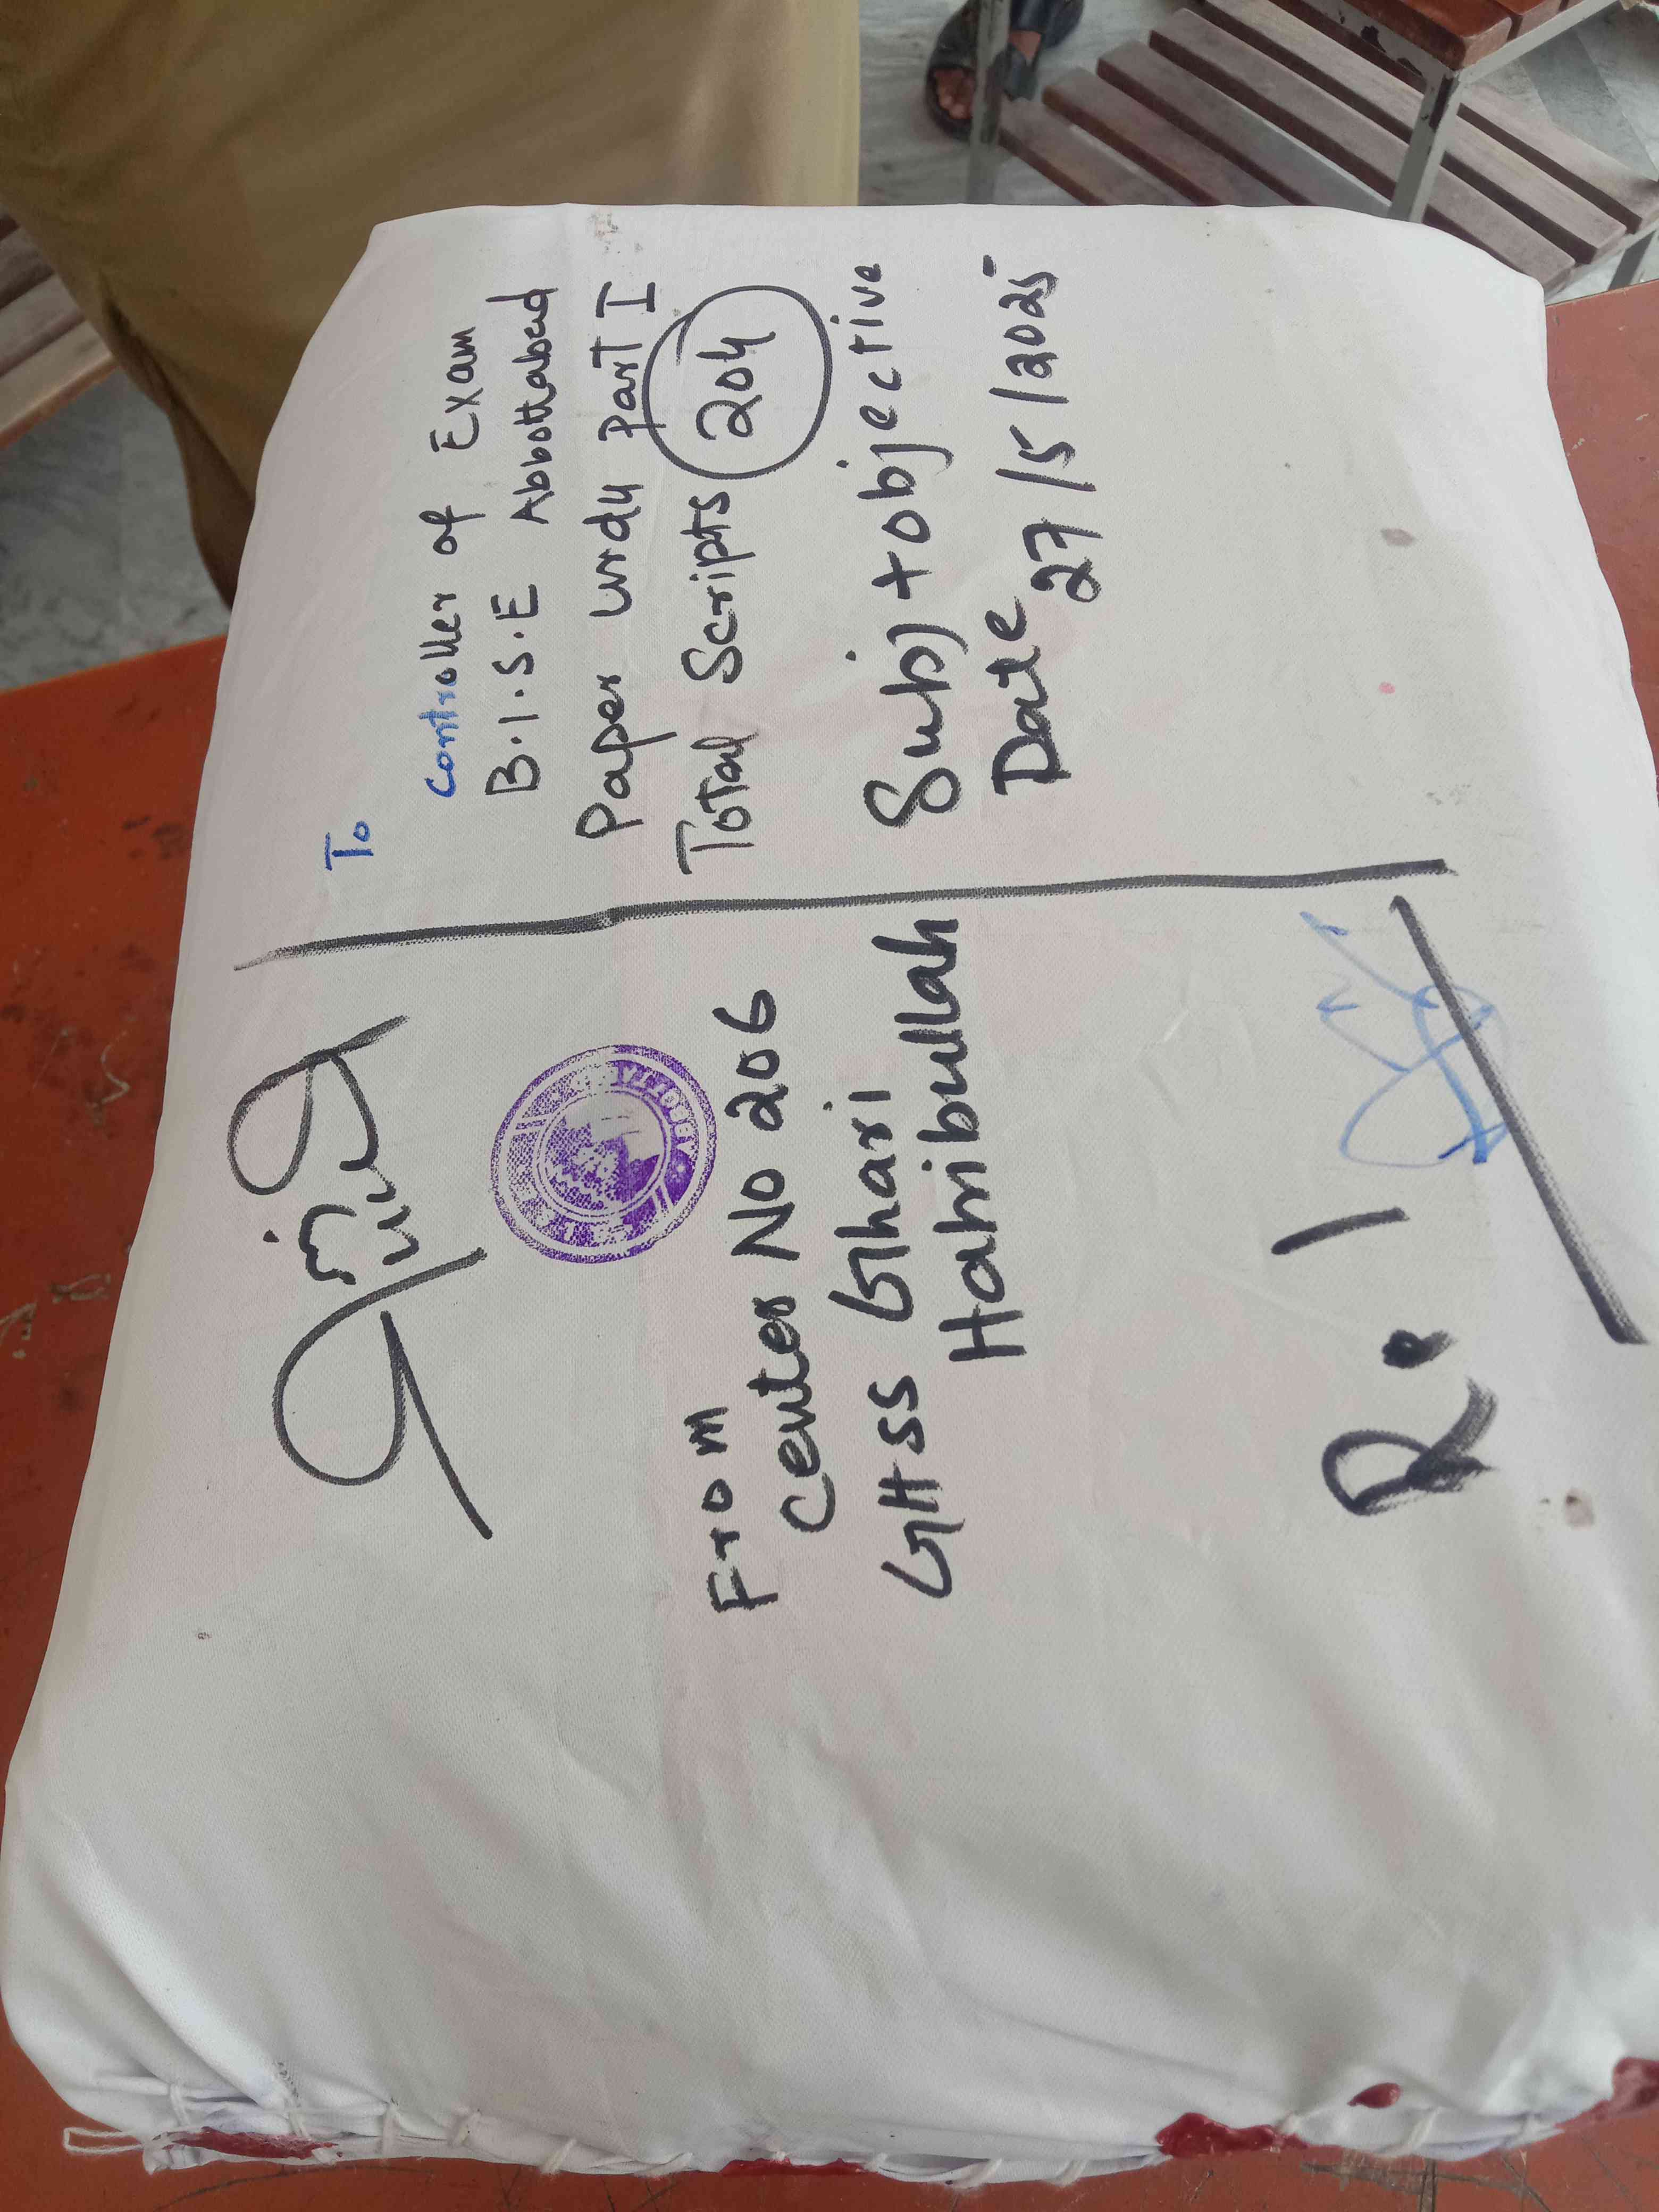 To
Controller of Exam
B.I.S.E Abbottabad
Paper Urdu Part I
Total Scripts 204
Subj + objective
Date 27/5/2025
From
Center No 206
GHSS Ghari
Habibullah